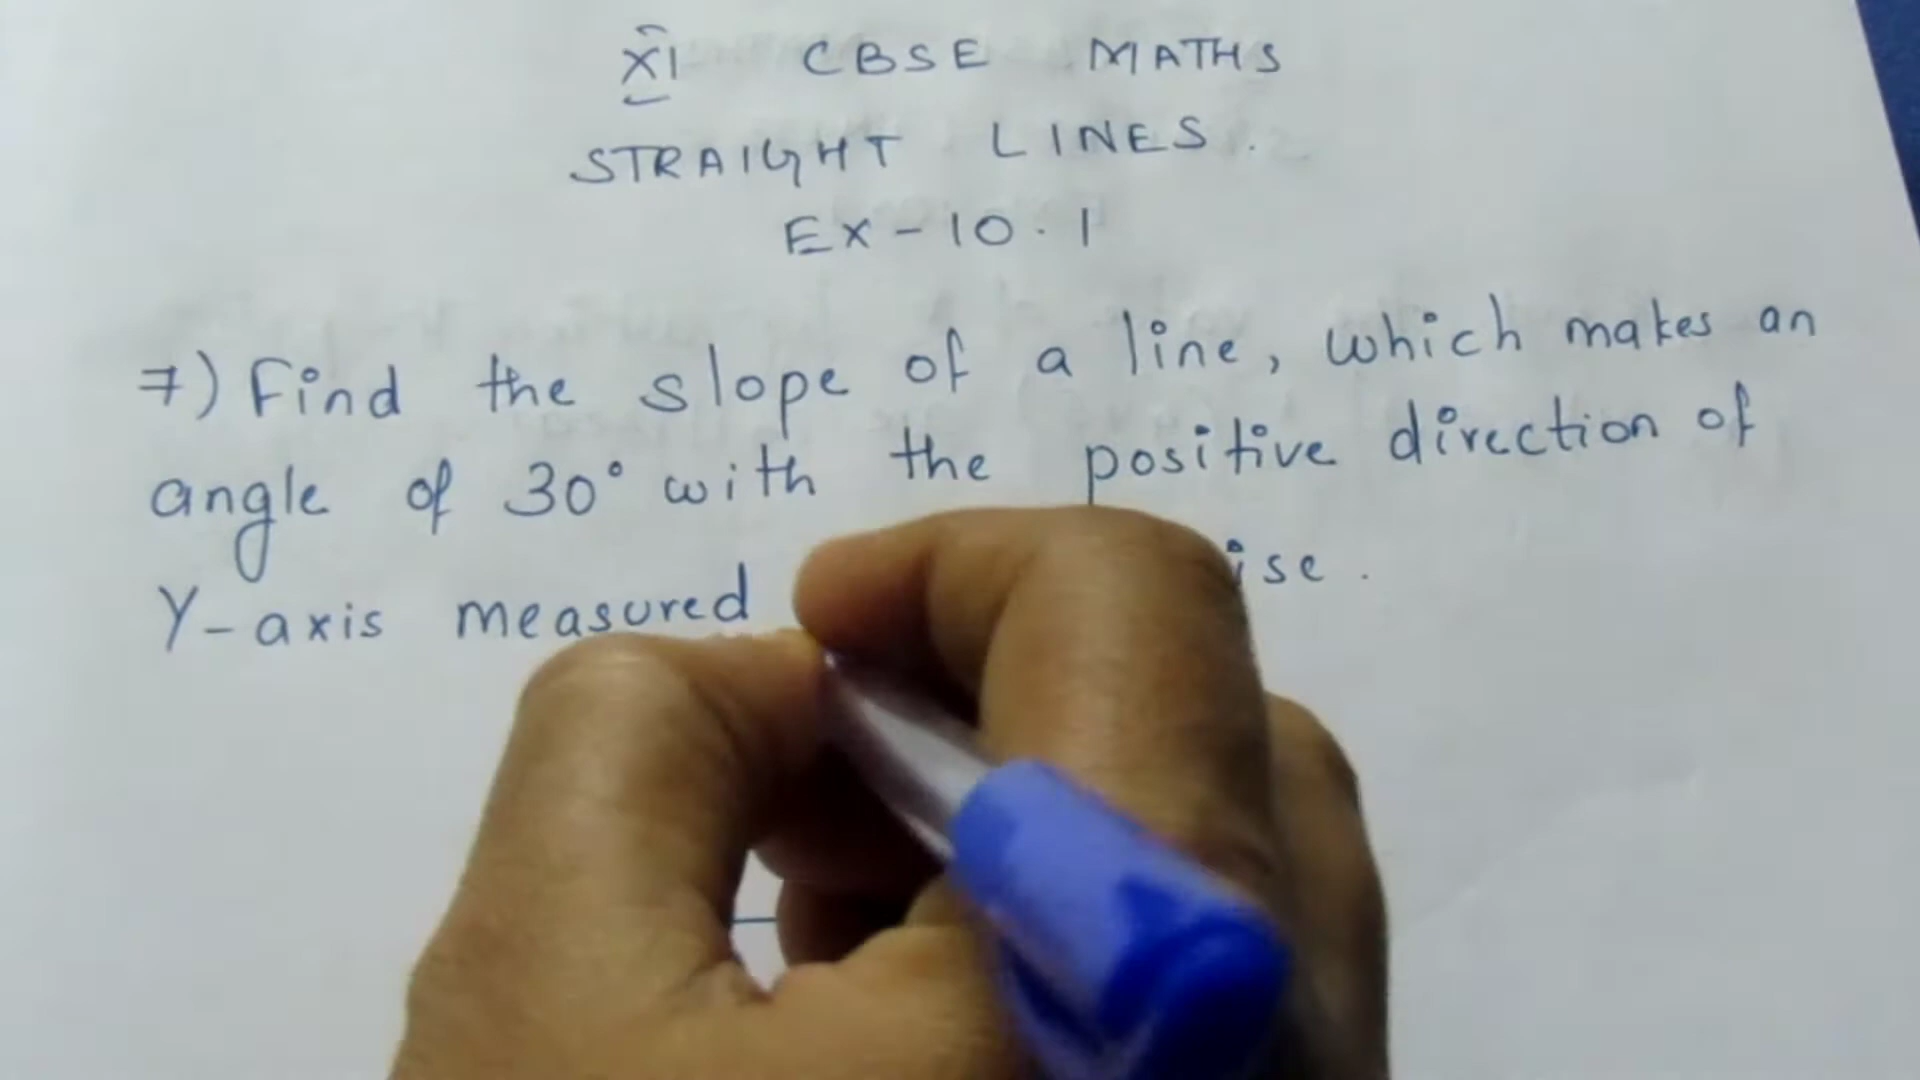 XI CBSE MATHS
STRAIGHT LINES.
EX-10.1
7) Find the slope of a line, which makes an
angle of 30° with the positive direction of
Y-axis measured ise.